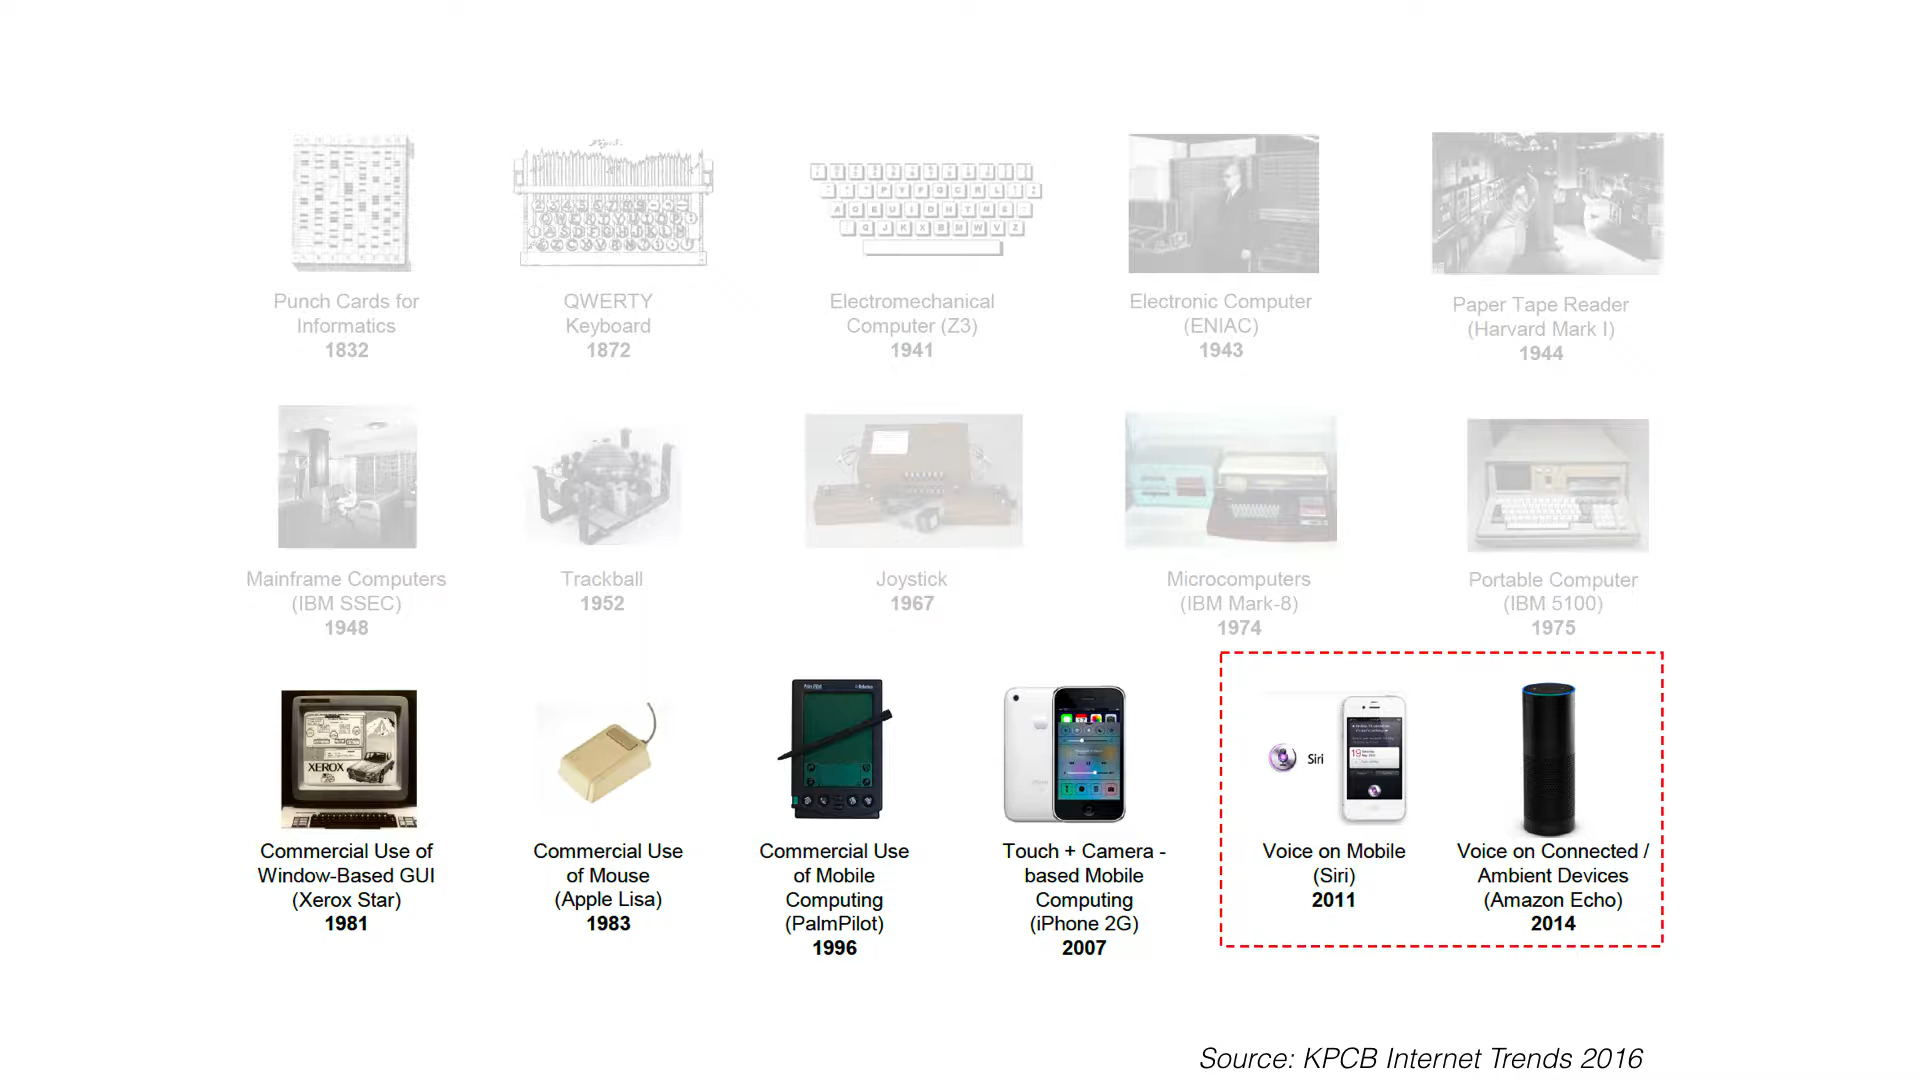 Punch Cards for
Informatics
1832
QWERTY
Keyboard
1872
Electromechanical
Computer (Z3)
1941
Electronic Computer
(ENIAC)
1943
Paper Tape Reader
(Harvard Mark I)
1944
Mainframe Computers
(IBM SSEC)
1948
Trackball
1952
Joystick
1967
Microcomputers
(IBM Mark-8)
1974
Portable Computer
(IBM 5100)
1975
XEROX
Commercial Use of
Window-Based GUI
(Xerox Star)
1981
Commercial Use
of Mouse
(Apple Lisa)
1983
Commercial Use
of Mobile
Computing
(PalmPilot)
1996
Touch + Camera -
based Mobile
Computing
(iPhone 2G)
2007
Siri
Voice on Mobile
(Siri)
2011
Voice on Connected /
Ambient Devices
(Amazon Echo)
2014
Source: KPCB Internet Trends 2016